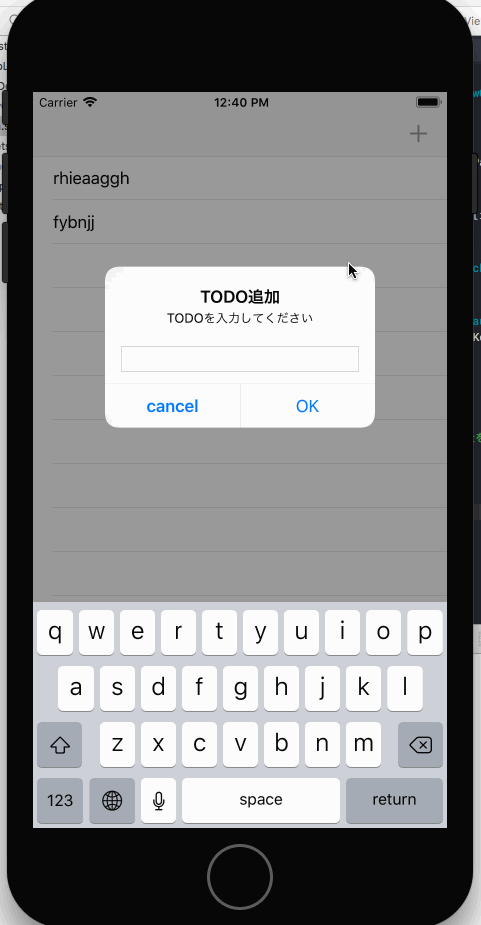 Carrier 12:40 PM
+
rhieaaggh
fybnjj
TODO追加
TODOを入力してください
cancel OK
q w e r t y u i o p
a s d f g h j k l
z x c v b n m
123 space return